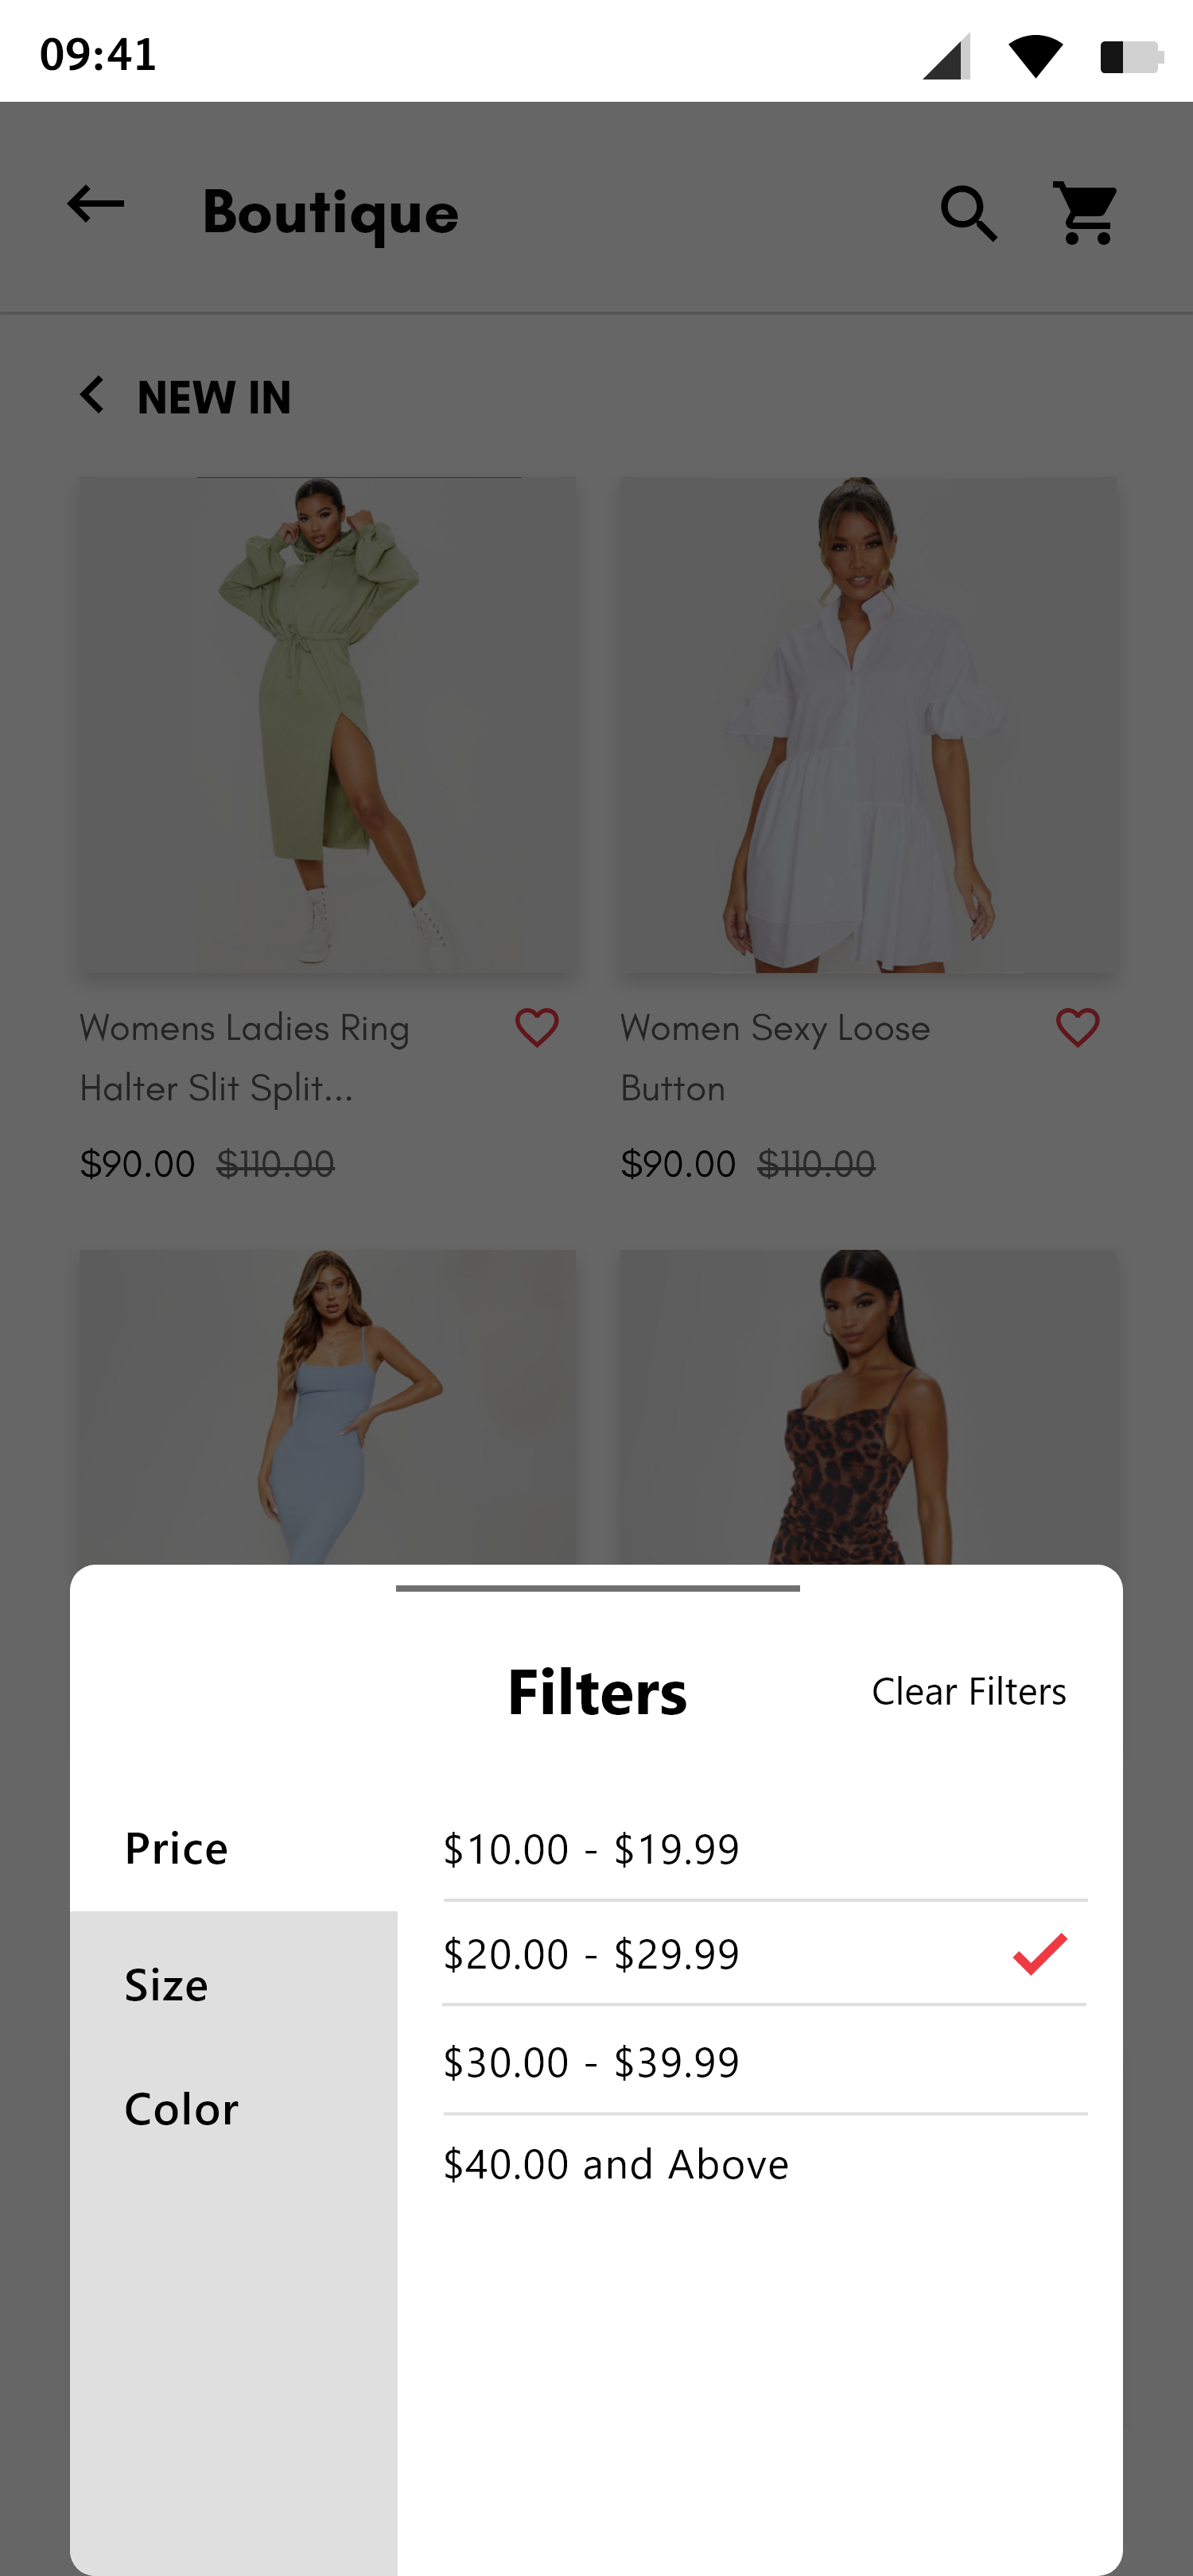 09:41
Boutique
NEW IN
Womens Ladies Ring
Halter Slit Split...
$90.00 $110.00
Women Sexy Loose
Button
$90.00 $110.00
Filters
Clear Filters
Price
Size
Color
$10.00 - $19.99
$20.00 - $29.99
$30.00 - $39.99
$40.00 and Above